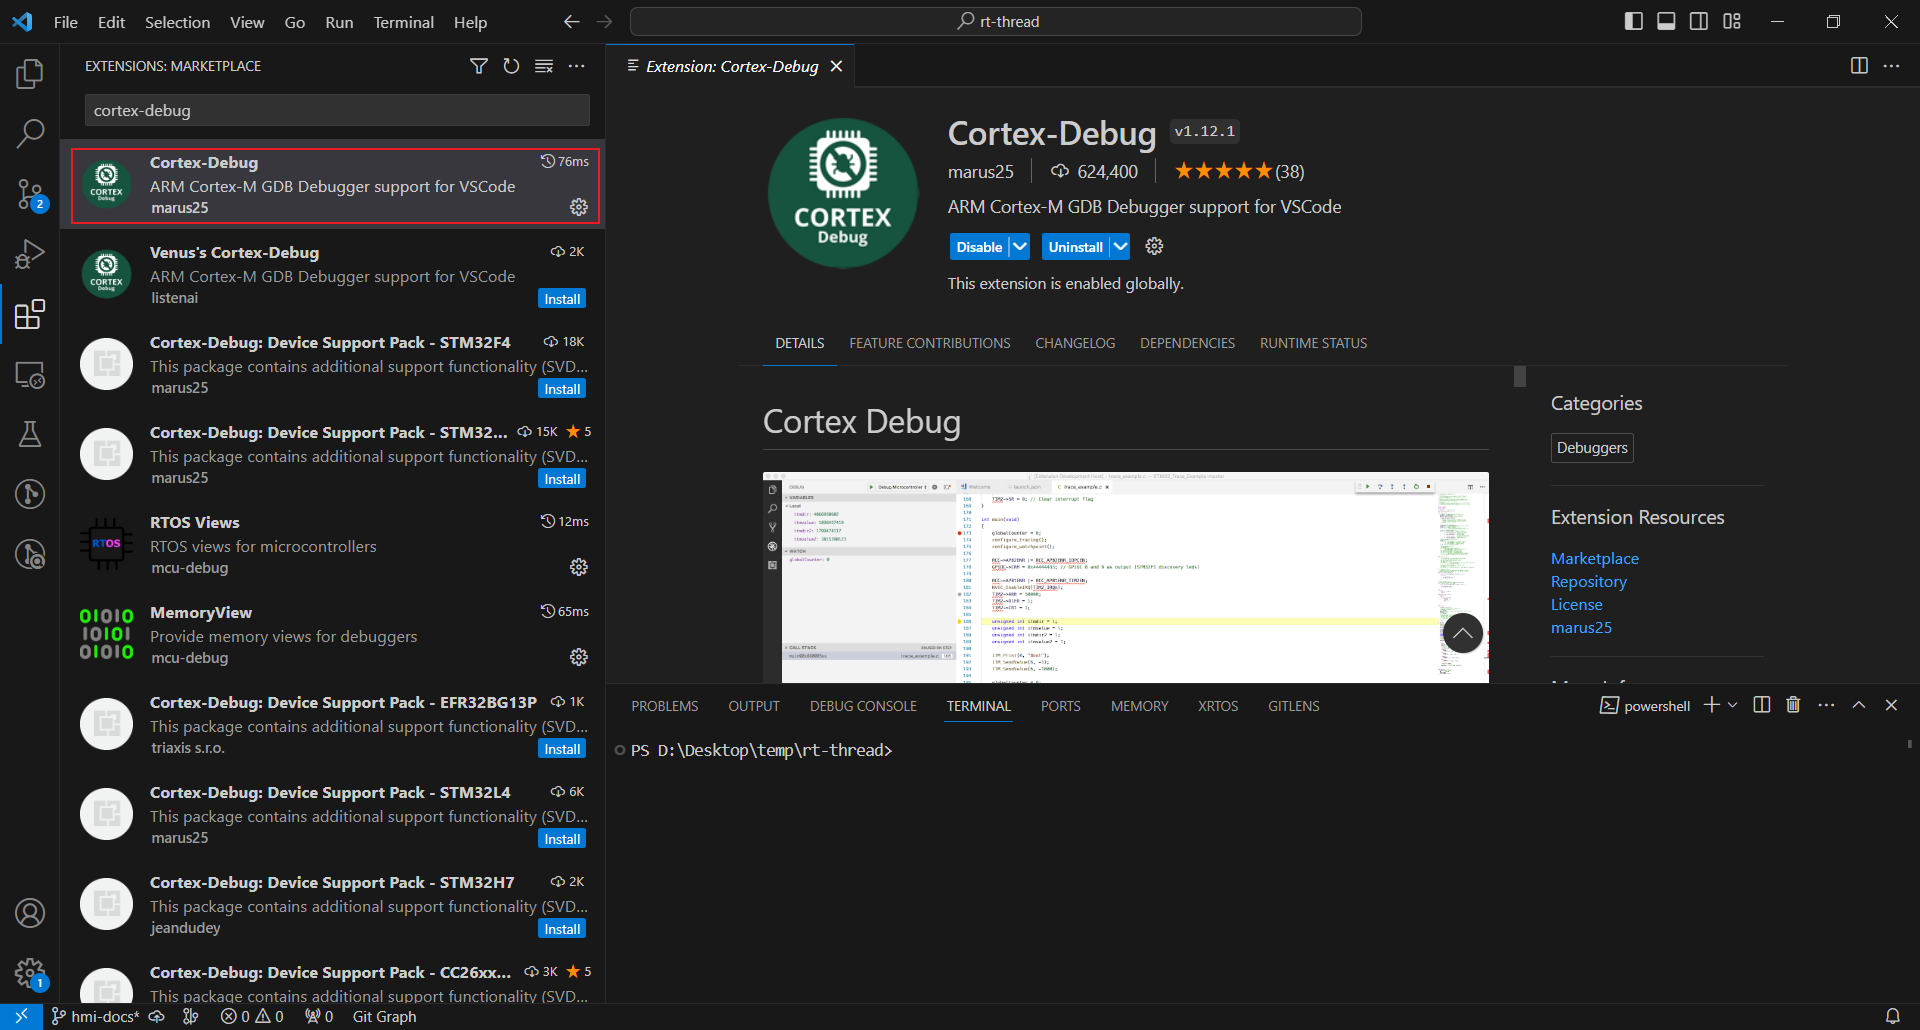 File Edit Selection View Go Run Terminal Help
rt-thread
EXTENSIONS: MARKETPLACE
cortex-debug
Cortex-Debug 76ms
ARM Cortex-M GDB Debugger support for VSCode
marus25
Venus's Cortex-Debug 2K
ARM Cortex-M GDB Debugger support for VSCode
listenai Install
Cortex-Debug: Device Support Pack - STM32F4 18K
This package contains additional support functionality (SVD...
marus25 Install
Cortex-Debug: Device Support Pack - STM32... 15K 5
This package contains additional support functionality (SVD...
marus25 Install
RTOS Views 12ms
RTOS views for microcontrollers
mcu-debug
MemoryView 65ms
Provide memory views for debuggers
mcu-debug
Cortex-Debug: Device Support Pack - EFR32BG13P 1K
This package contains additional support functionality (SVD...
triaxis s.r.o. Install
Cortex-Debug: Device Support Pack - STM32L4 6K
This package contains additional support functionality (SVD...
marus25 Install
Cortex-Debug: Device Support Pack - STM32H7 2K
This package contains additional support functionality (SVD...
jeandudey Install
Cortex-Debug: Device Support Pack - CC26xx... 3K 5
This package contains additional support functionality (SVD...
CORTEX
Debug
CORTEX
Debug
RTOS
01010
10101
01010
2
1
Extension: Cortex-Debug
CORTEX
Debug
Cortex-Debug v1.12.1
marus25 624,400 (38)
ARM Cortex-M GDB Debugger support for VSCode
Disable Uninstall
This extension is enabled globally.
DETAILS FEATURE CONTRIBUTIONS CHANGELOG DEPENDENCIES RUNTIME STATUS
Cortex Debug
Categories
Debuggers
Extension Resources
Marketplace
Repository
License
marus25
PROBLEMS OUTPUT DEBUG CONSOLE TERMINAL PORTS MEMORY XRTOS GITLENS
powershell
PS D:\Desktop\temp\rt-thread>
hmi-docs* 0 0 0 Git Graph